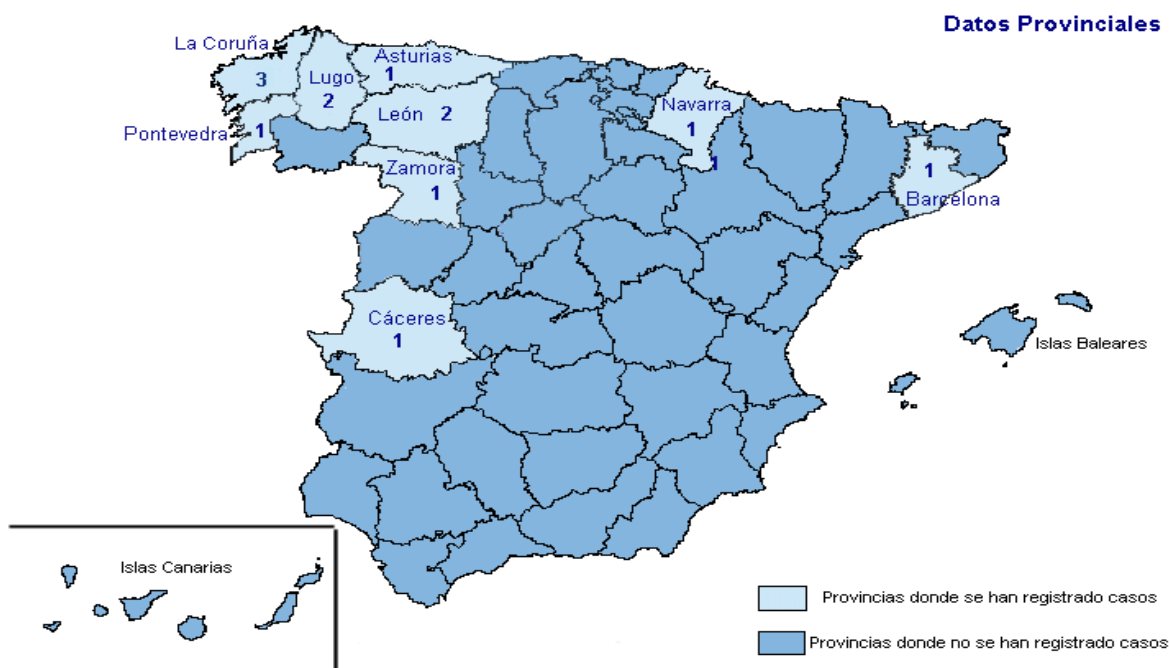 Datos Provinciales
La Coruña
3
Lugo
2
Asturias
1
León 2
Pontevedra
1
Zamora
1
Navarra
1
1
1
Barcelona
Cáceres
1
Islas Baleares
Islas Canarias
Provincias donde se han registrado casos
Provincias donde no se han registrado casos